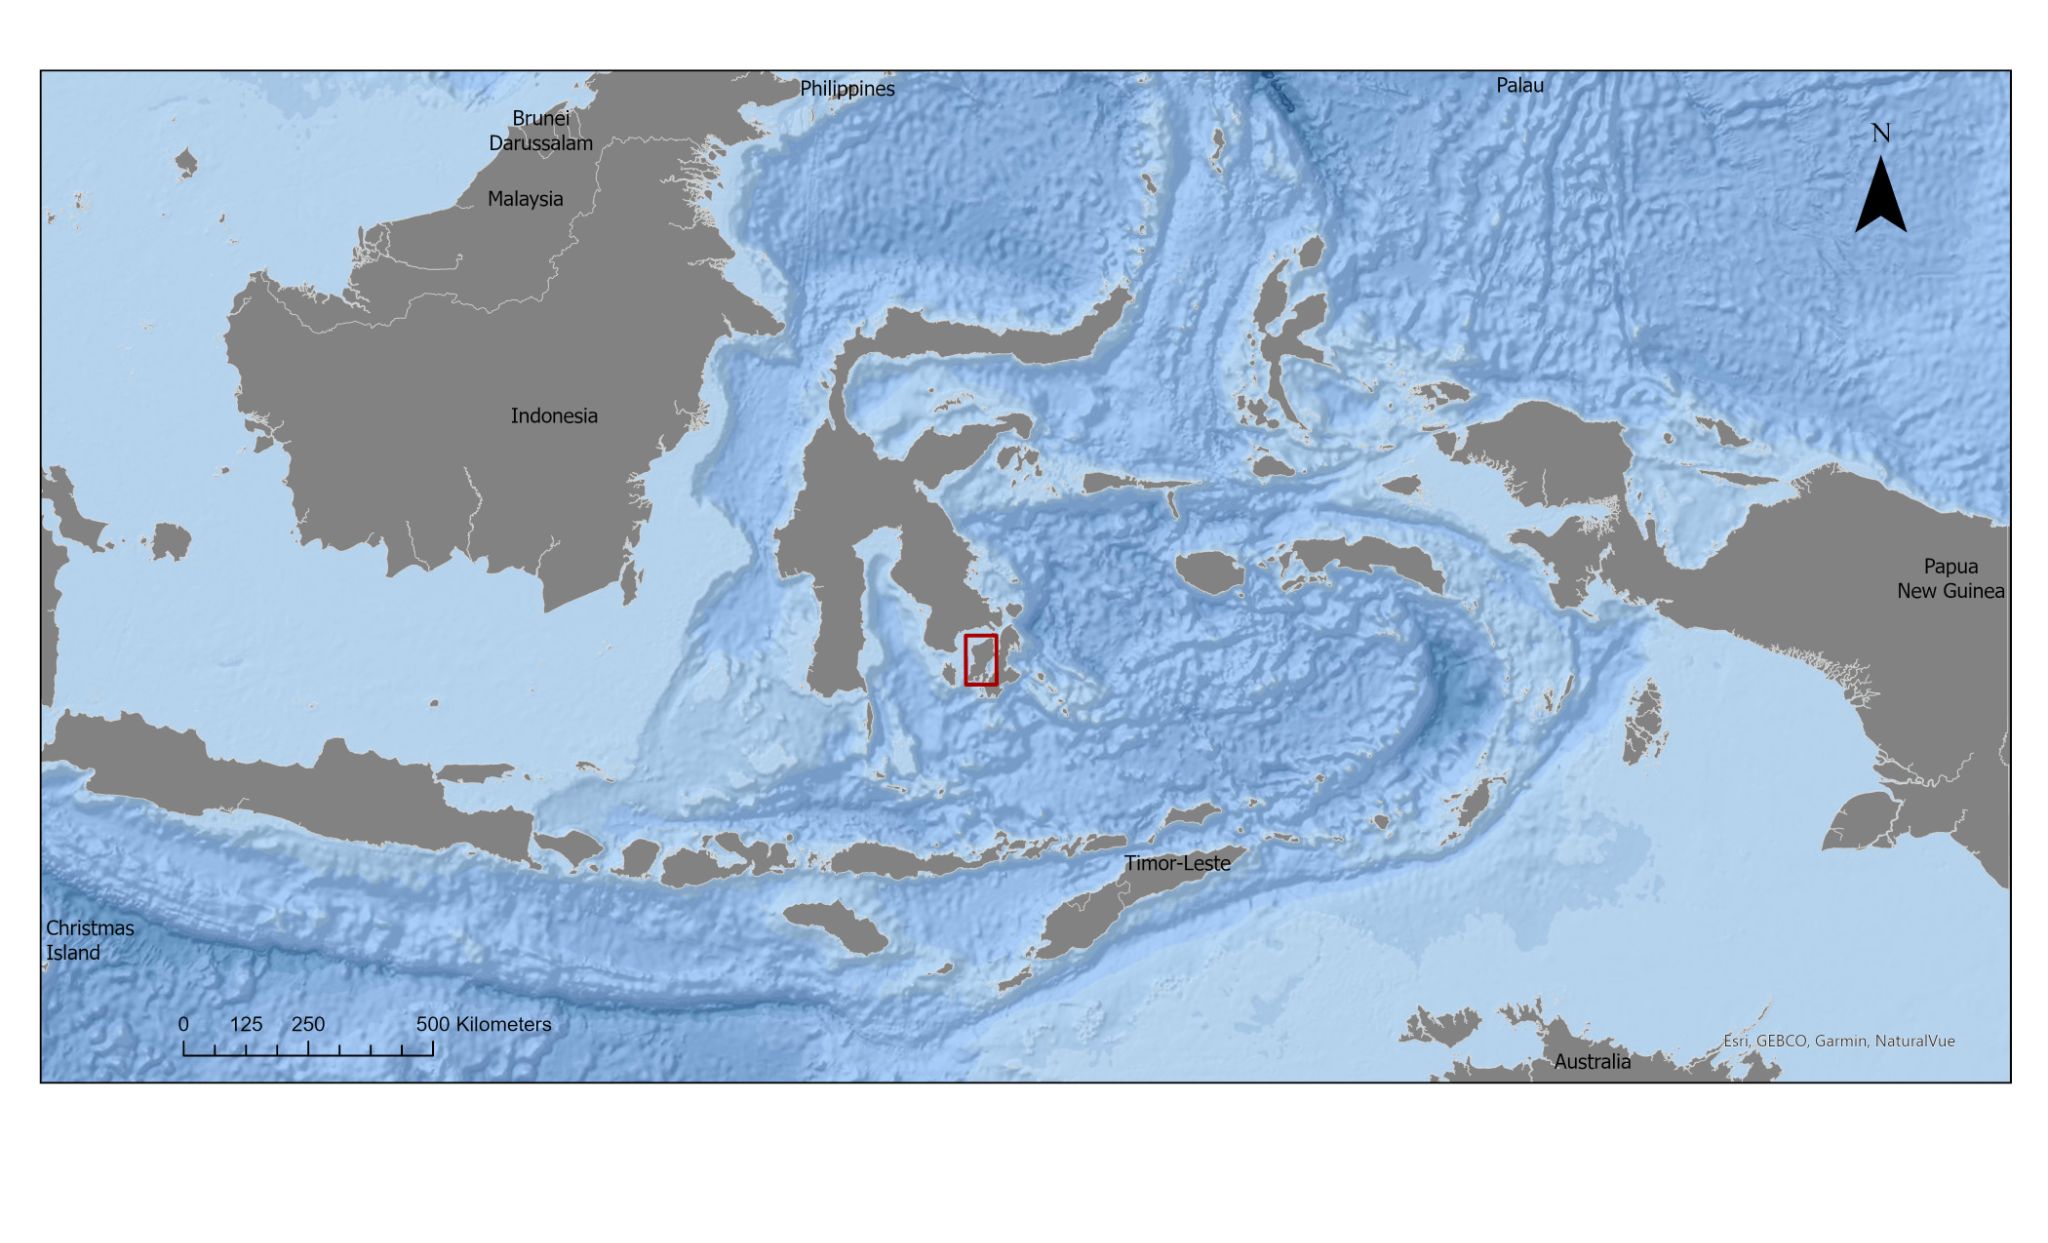 Philippines
Palau
Brunei
Darussalam
N
Malaysia
Indonesia
Papua
New Guinea
Timor-Leste
Christmas
Island
0 125 250 500 Kilometers
Esri, GEBCO, Garmin, NaturalVue
Australia